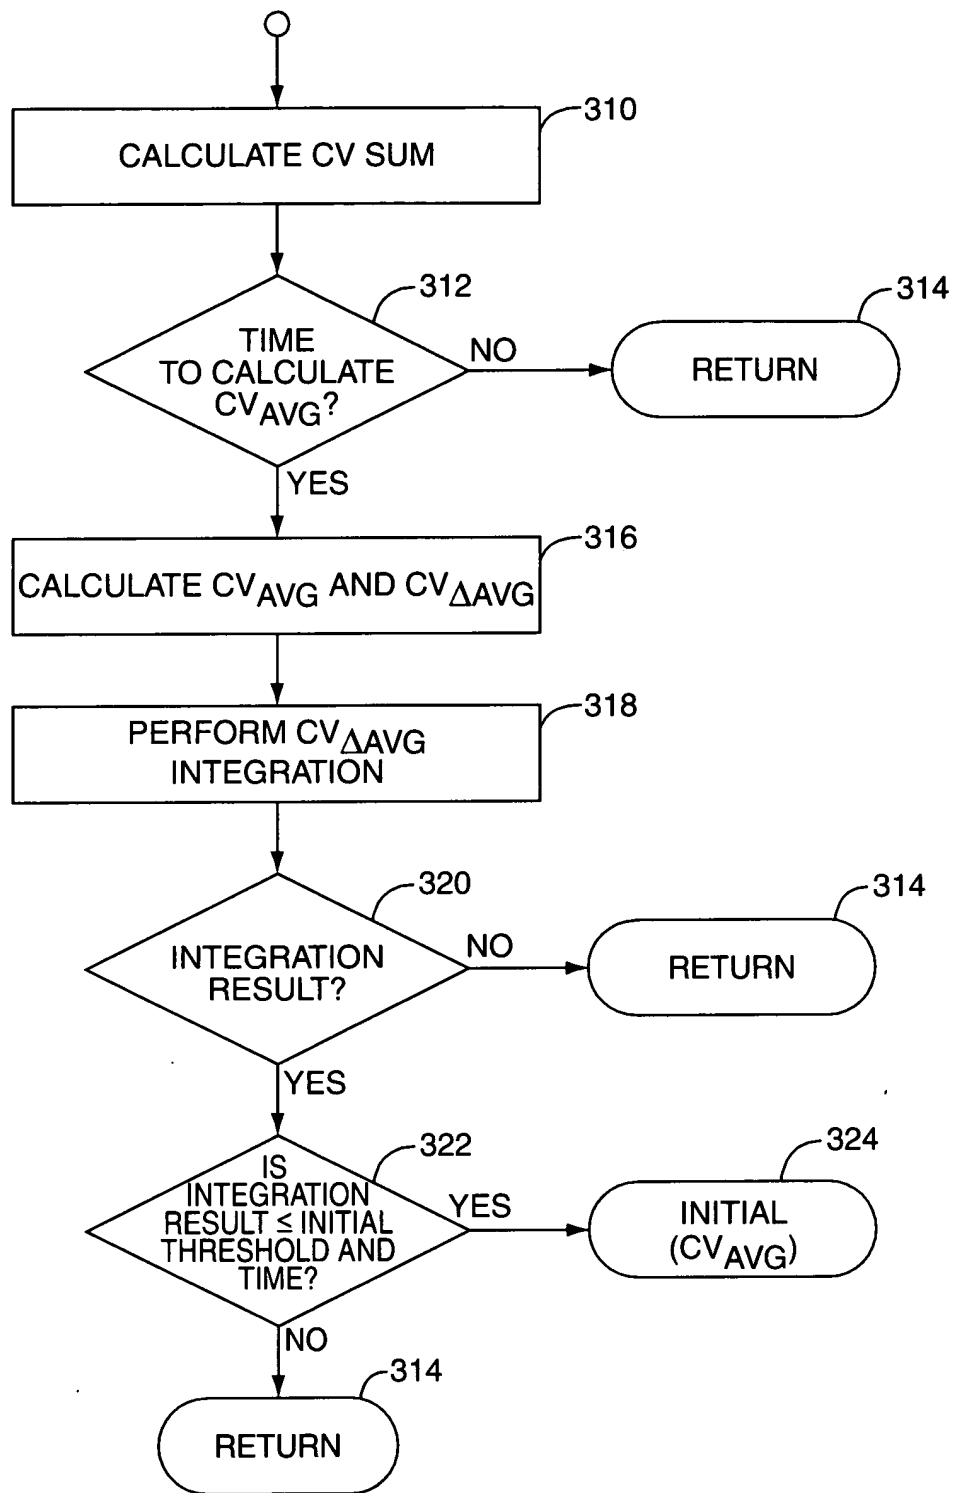 310
CALCULATE CV SUM
312
314
TIME
TO CALCULATE
CVAVG?
NO
RETURN
YES
316
CALCULATE CVAVG AND CVΔAVG
318
PERFORM CVΔAVG
INTEGRATION
320
314
INTEGRATION
RESULT?
NO
RETURN
YES
322
324
IS
INTEGRATION
RESULT ≤ INITIAL
THRESHOLD AND
TIME?
YES
INITIAL
(CVAVG)
NO
314
RETURN